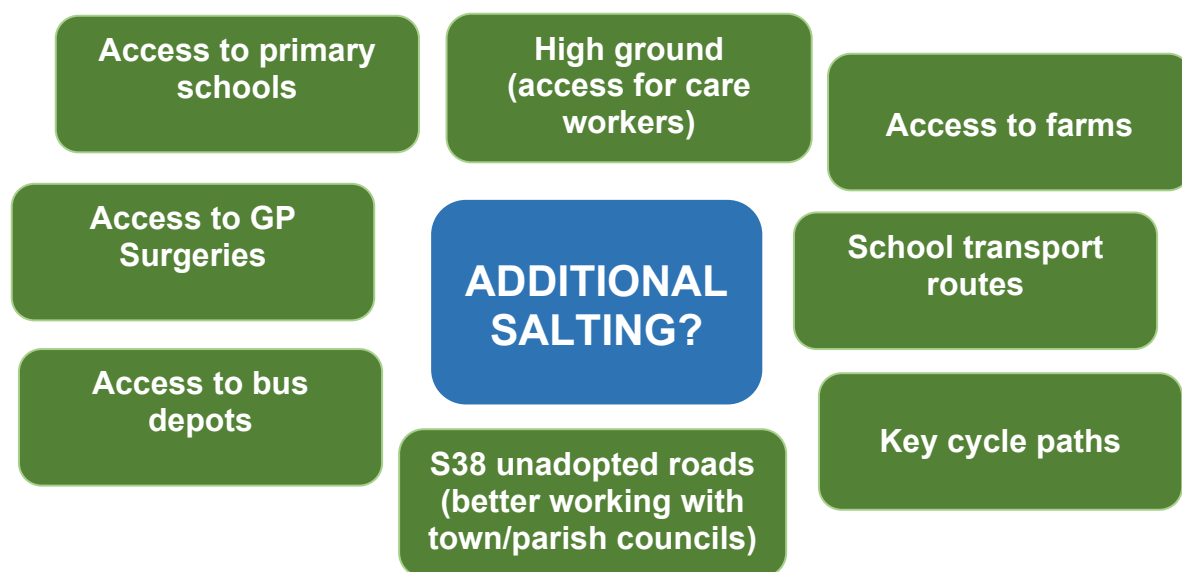 Access to primary
schools
High ground
(access for care
workers)
Access to farms
Access to GP
Surgeries
ADDITIONAL
SALTING?
School transport
routes
Access to bus
depots
S38 unadopted roads
(better working with
town/parish councils)
Key cycle paths